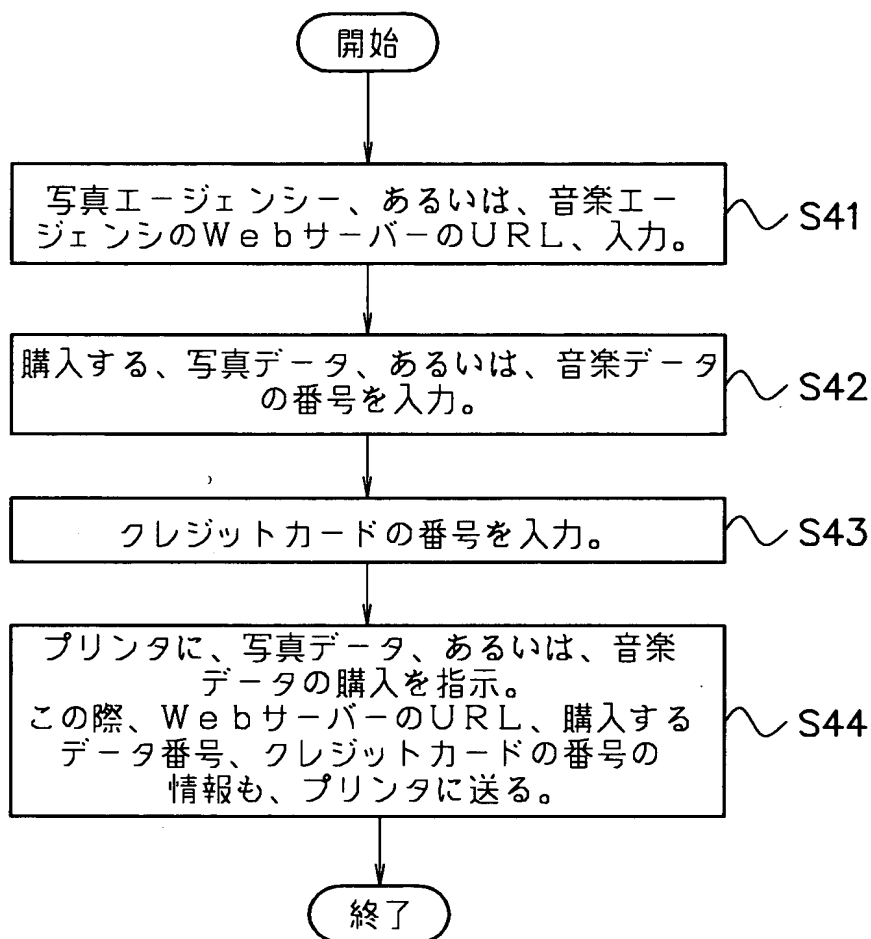 開始
写真エージェンシー、あるいは、音楽エー
ジェンシのWebサーバーのURL、入力。
S41
購入する、写真データ、あるいは、音楽データ
の番号を入力。
S42
クレジットカードの番号を入力。
S43
プリンタに、写真データ、あるいは、音楽
データの購入を指示。
この際、WebサーバーのURL、購入する
データ番号、クレジットカードの番号の
情報も、プリンタに送る。
S44
終了